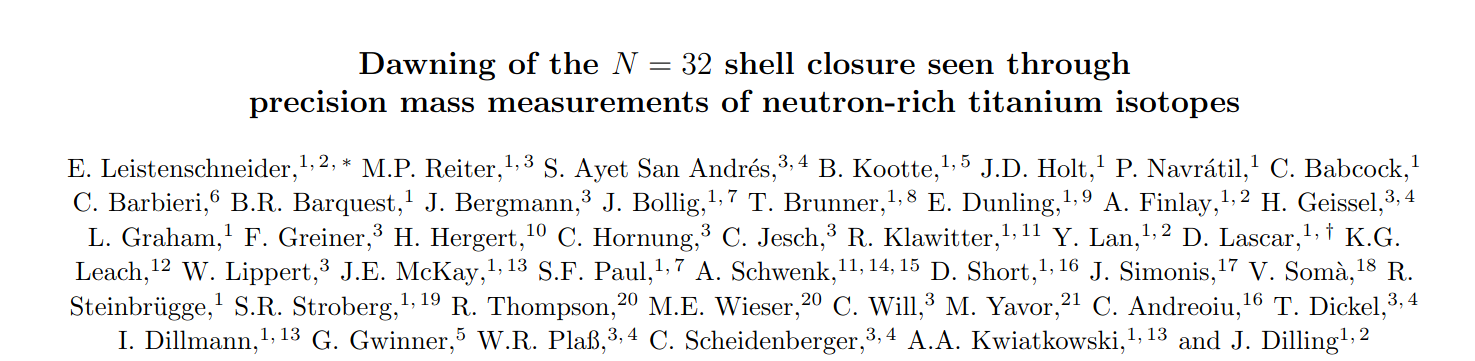 Dawning of the N = 32 shell closure seen through
precision mass measurements of neutron-rich titanium isotopes
E. Leistenschneider,1, 2, * M.P. Reiter,1, 3 S. Ayet San Andrés,3, 4 B. Kootte,1, 5 J.D. Holt,1 P. Navrátil,1 C. Babcock,1
C. Barbieri,6 B.R. Barquest,1 J. Bergmann,3 J. Bollig,1, 7 T. Brunner,1, 8 E. Dunling,1, 9 A. Finlay,1, 2 H. Geissel,3, 4
L. Graham,1 F. Greiner,3 H. Hergert,10 C. Hornung,3 C. Jesch,3 R. Klawitter,1, 11 Y. Lan,1, 2 D. Lascar,1, † K.G.
Leach,12 W. Lippert,3 J.E. McKay,1, 13 S.F. Paul,1, 7 A. Schwenk,11, 14, 15 D. Short,1, 16 J. Simonis,17 V. Somà,18 R.
Steinbrügge,1 S.R. Stroberg,1, 19 R. Thompson,20 M.E. Wieser,20 C. Will,3 M. Yavor,21 C. Andreoiu,16 T. Dickel,3, 4
I. Dillmann,1, 13 G. Gwinner,5 W.R. Plaß,3, 4 C. Scheidenberger,3, 4 A.A. Kwiatkowski,1, 13 and J. Dilling1, 2